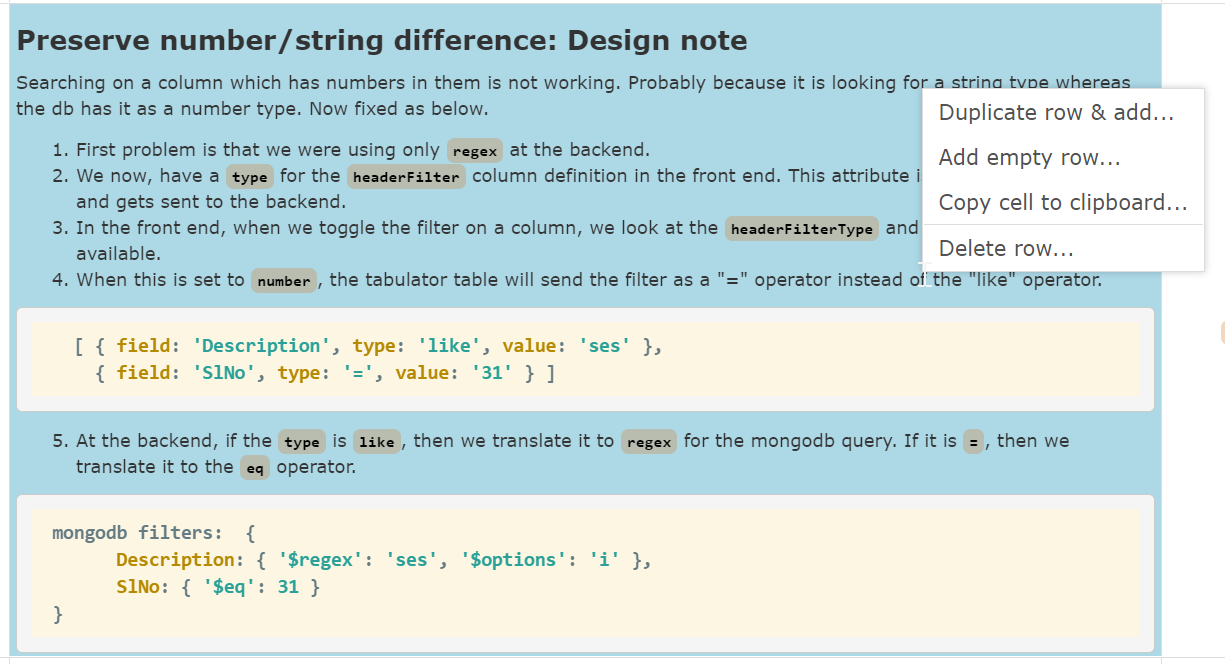 Preserve number/string difference: Design note
Searching on a column which has numbers in them is not working. Probably because it is looking for a string type whereas
the db has it as a number type. Now fixed as below.
1. First problem is that we were using only regex at the backend.
2. We now, have a type for the headerFilter column definition in the front end. This attribute
and gets sent to the backend.
3. In the front end, when we toggle the filter on a column, we look at the headerFilterType and
available.
4. When this is set to number, the tabulator table will send the filter as a "=" operator instead of the "like" operator.
[ { field: 'Description', type: 'like', value: 'ses' },
{ field: 'SlNo', type: '=', value: '31' } ]
5. At the backend, if the type is like, then we translate it to regex for the mongodb query. If it is =, then we
translate it to the eq operator.
mongodb filters: {
Description: { '$regex': 'ses', '$options': 'i' },
SlNo: { '$eq': 31 }
}
Duplicate row & add...
Add empty row...
Copy cell to clipboard...
Delete row...